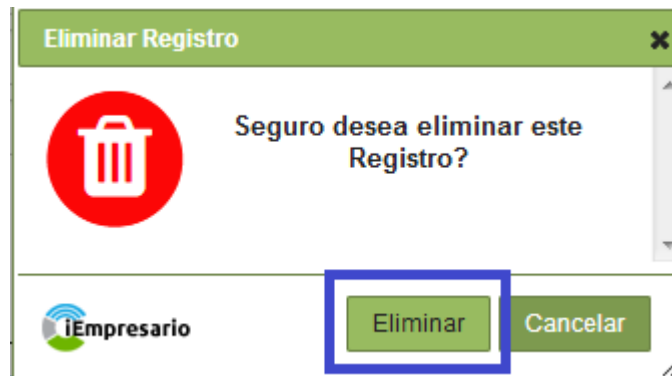 Eliminar Registro
Seguro desea eliminar este
Registro?
iEmpresario
Eliminar
Cancelar